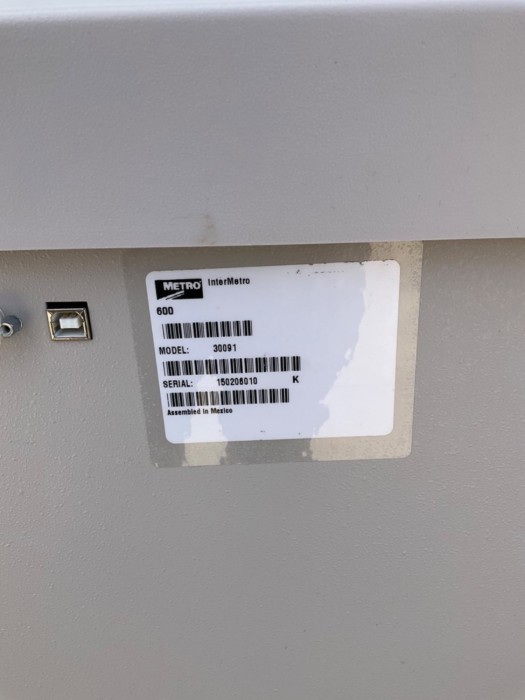 METRO InterMetro
600
MODEL: 30091
SERIAL: 150206010 K
Assembled in Mexico